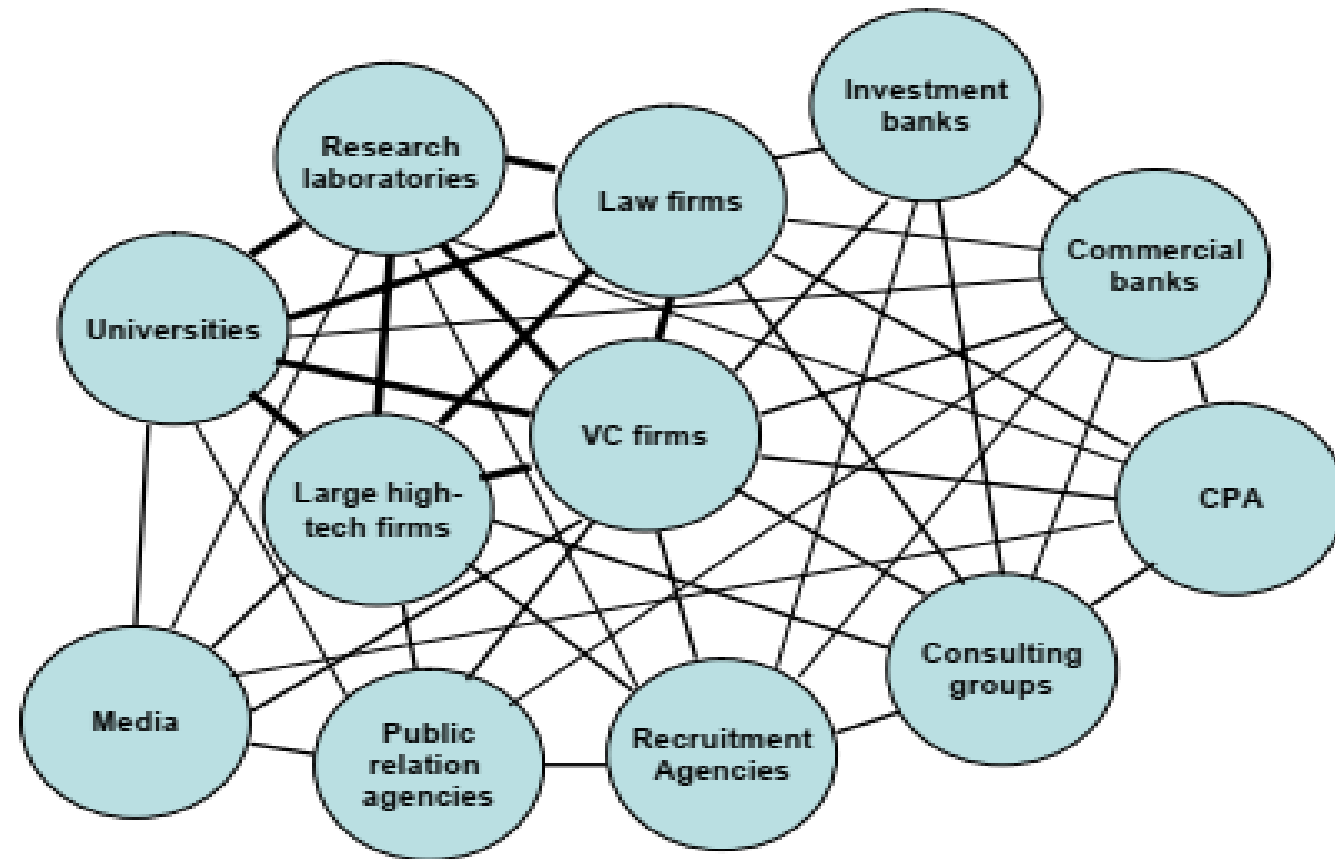 Investment
banks
Research
laboratories
Law firms
Commercial
banks
Universities
VC firms
Large high-
tech firms
CPA
Consulting
groups
Media
Public
relation
agencies
Recruitment
Agencies